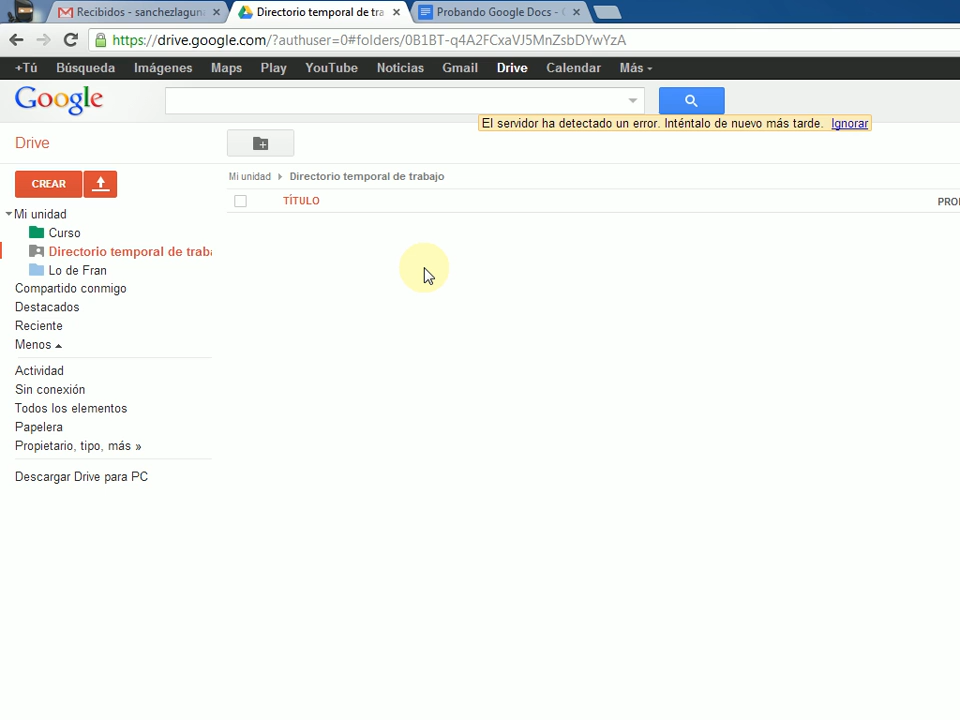 Recibidos - sanchezlagun
Directorio temporal de tra
Probando Google Docs -
https://drive.google.com/?authuser=0#folders/0B1BT-q4A2FCxaVJ5MnZsbDYwYzA
+Tú Búsqueda Imágenes Maps Play YouTube Noticias Gmail Drive Calendar Más
Google
El servidor ha detectado un error. Inténtalo de nuevo más tarde. Ignorar
Drive
Mi unidad Directorio temporal de trabajo
CREAR
TÍTULO
PRO
Mi unidad
Curso
Directorio temporal de traba
Lo de Fran
Compartido conmigo
Destacados
Reciente
Menos
Actividad
Sin conexión
Todos los elementos
Papelera
Propietario, tipo, más »
Descargar Drive para PC